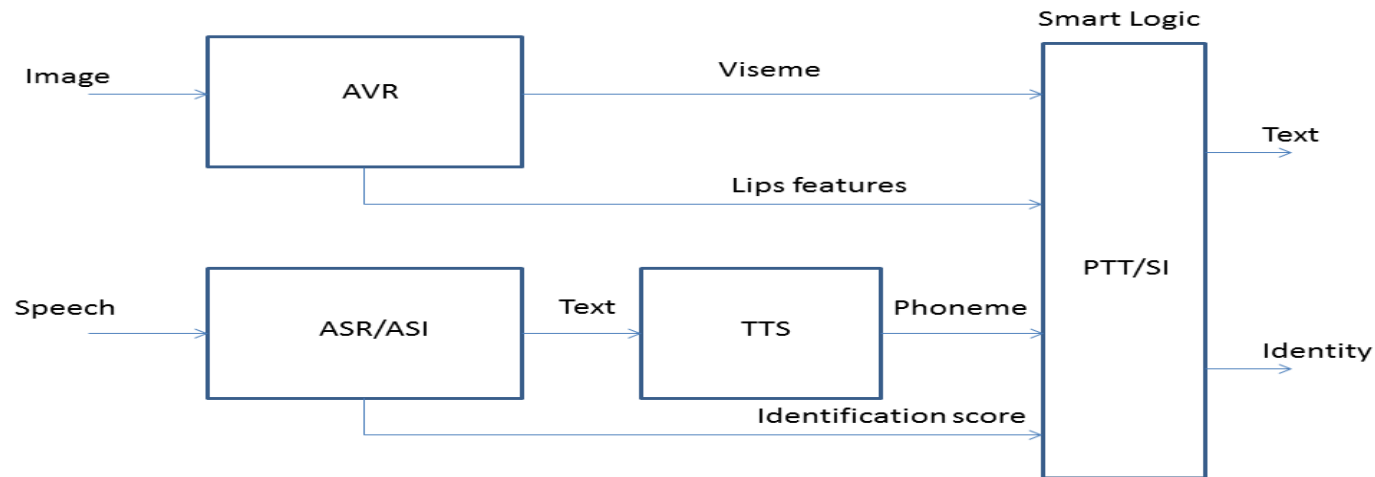 Smart Logic
Image
AVR
Viseme
Text
Lips features
PTT/SI
Speech
ASR/ASI
Text
TTS
Phoneme
Identity
Identification score